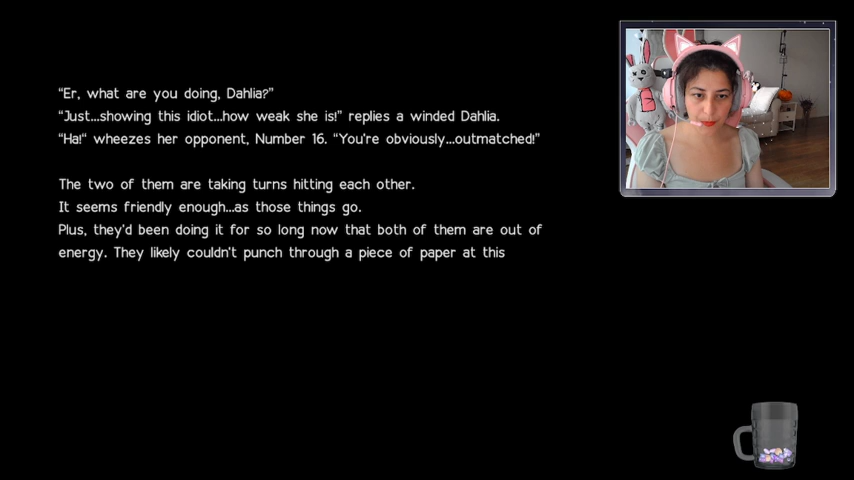 “Er, what are you doing, Dahlia?”
“Just...showing this idiot...how weak she is!” replies a winded Dahlia.
“Ha!“ wheezes her opponent, Number 16. “You're obviously...outmatched!”
The two of them are taking turns hitting each other.
It seems friendly enough...as those things go.
Plus, they'd been doing it for so long now that both of them are out of
energy. They likely couldn't punch through a piece of paper at this